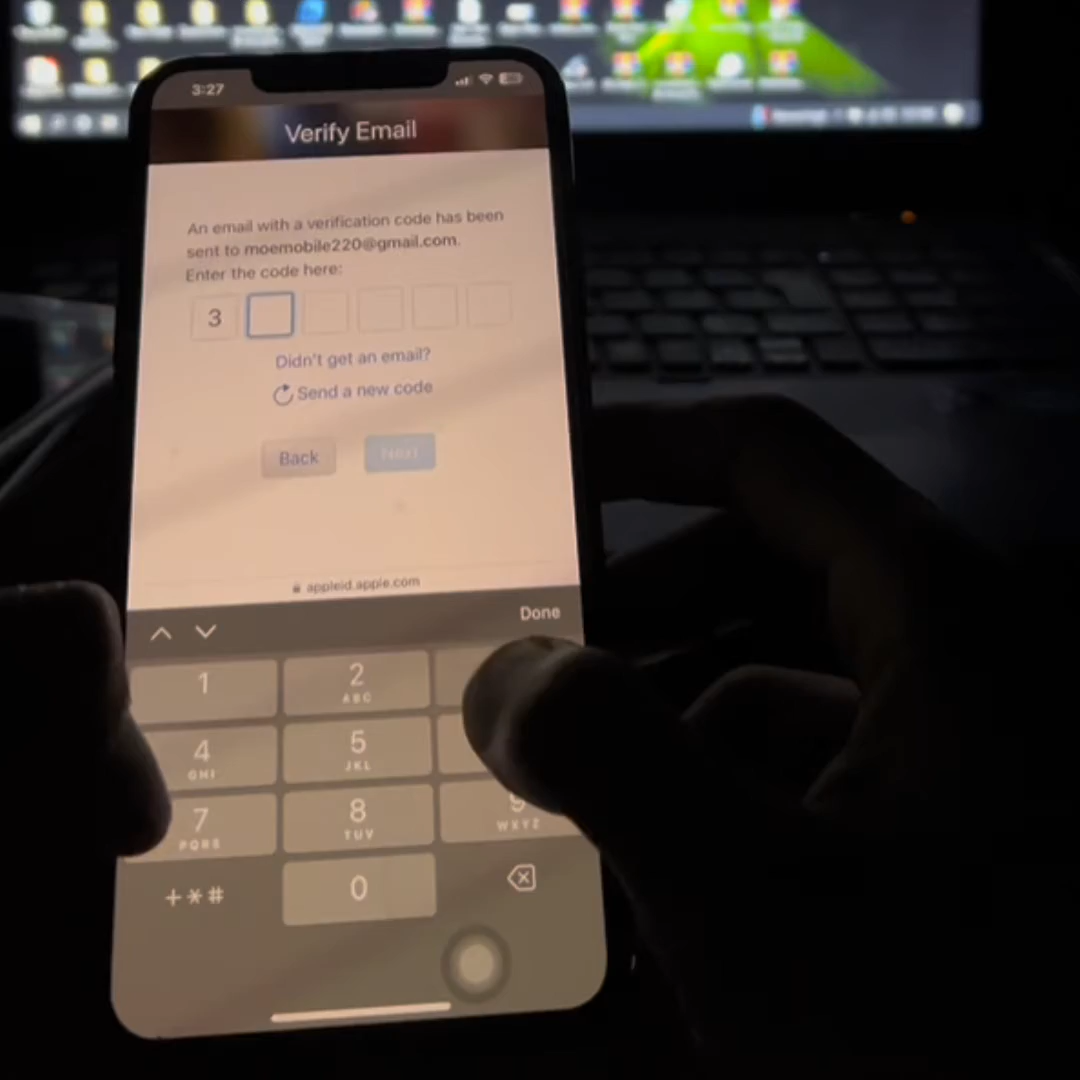 3:27
Verify Email
An email with a verification code has been
sent to moemobile220@gmail.com.
Enter the code here:
3
Didn't get an email?
Send a new code
Back Next
appleid.apple.com
Done
1 2
ABC
4 5
GHI JKL
7 8 9
PQRS TUV WXYZ
+*# 0